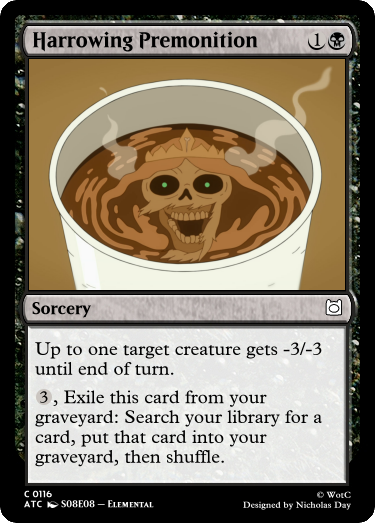 Harrowing Premonition 1
Sorcery
Up to one target creature gets -3/-3
until end of turn.
3, Exile this card from your
graveyard: Search your library for a
card, put that card into your
graveyard, then shuffle.
C 0116
© WotC
ATC S08E08 – Elemental
Designed by Nicholas Day